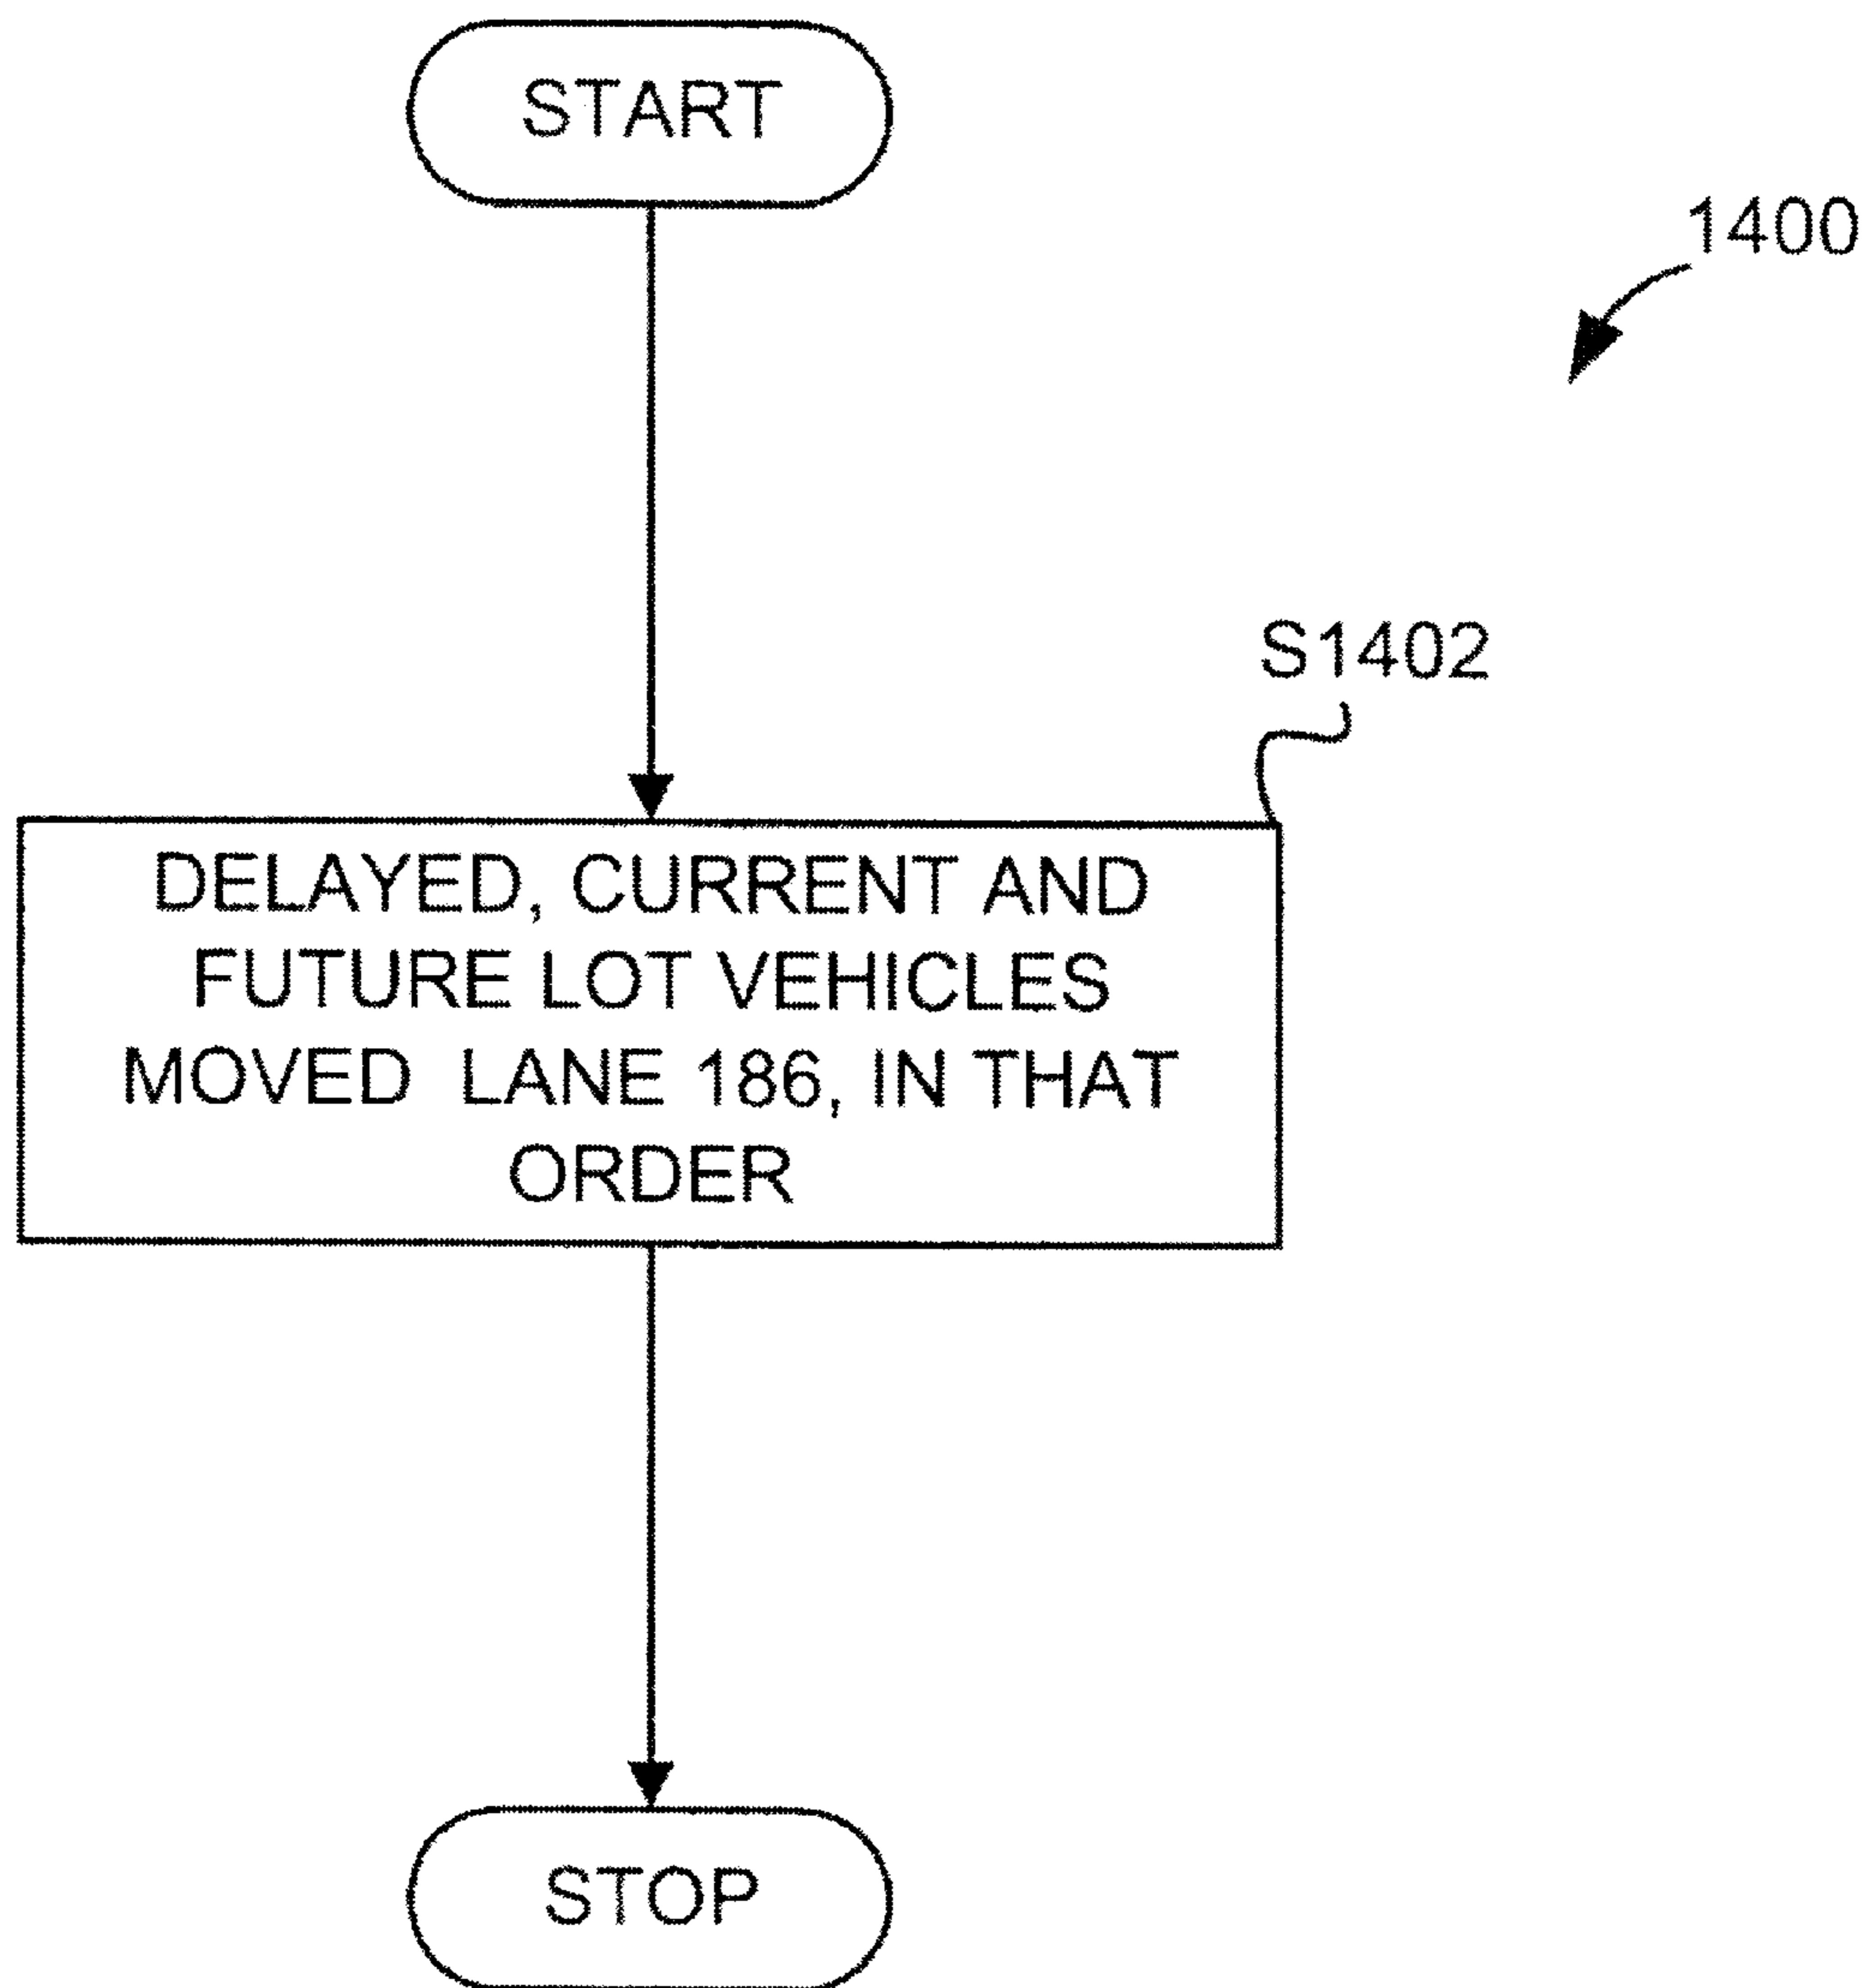 START
1400
S1402
DELAYED, CURRENT AND
FUTURE LOT VEHICLES
MOVED LANE 186, IN THAT
ORDER
STOP